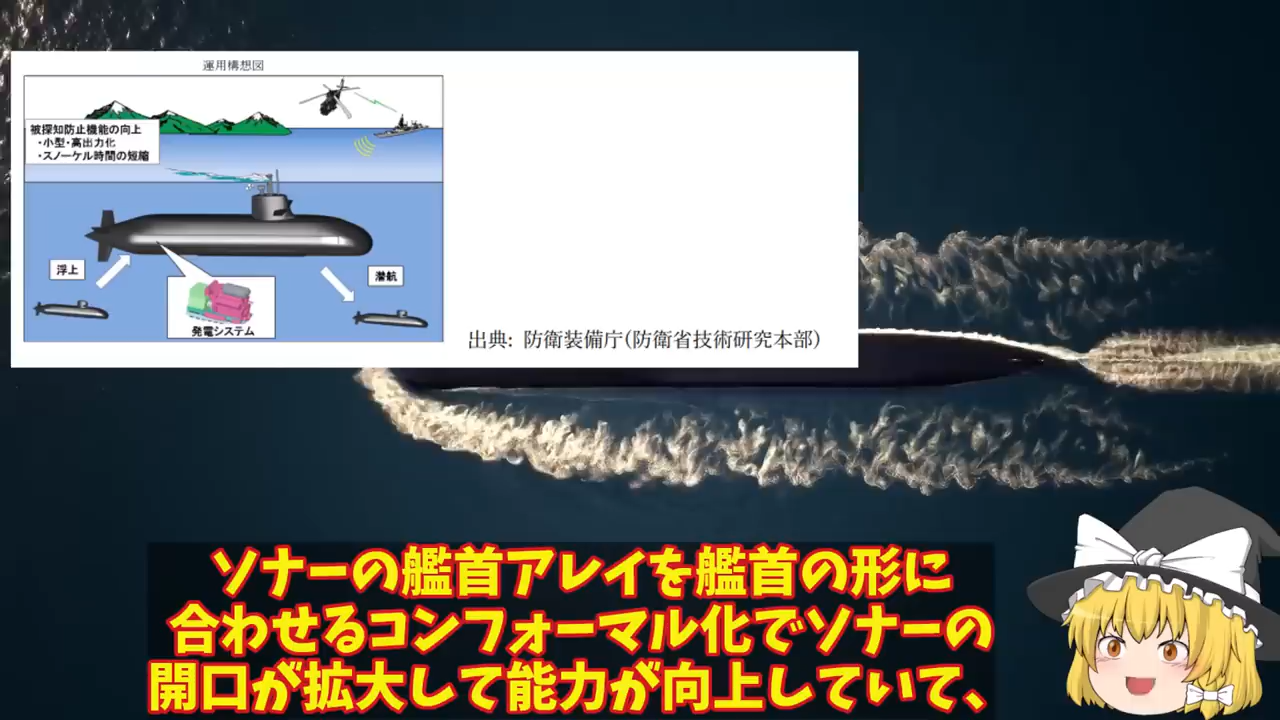 運用構想図
被探知防止機能の向上
・小型・高出力化
・スノーケル時間の短縮
浮上
潜航
発電システム
出典: 防衛装備庁(防衛省技術研究本部)
ソナーの艦首アレイを艦首の形に
合わせるコンフォーマル化でソナーの
開口が拡大して能力が向上していて、